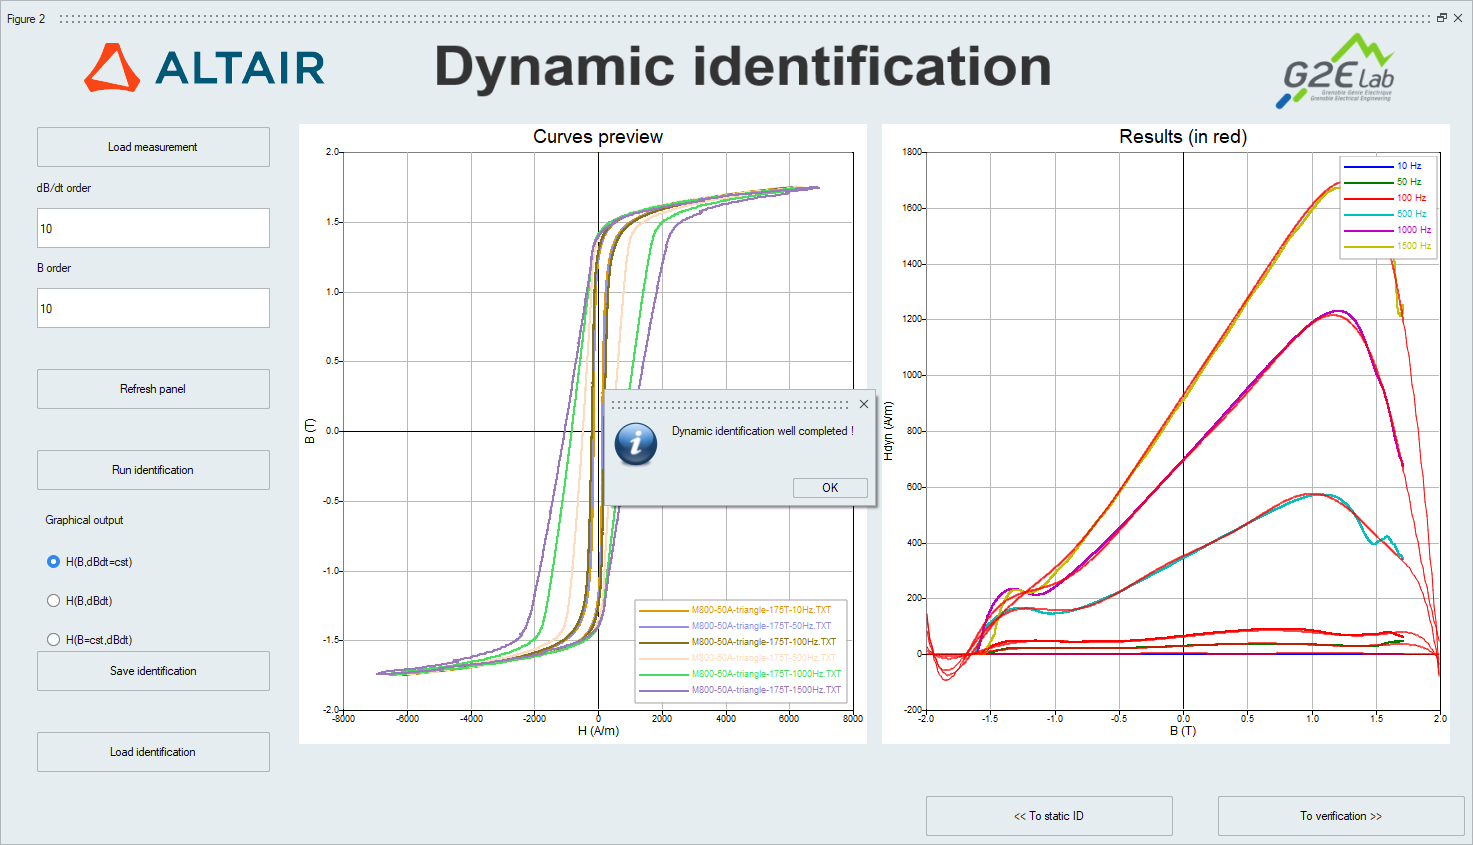 Figure 2
ALTAIR
Dynamic identification
G2ELab
Grenoble Génie Electrique
Grenoble Electrical Engineering
Load measurement
dB/dt order
10
B order
10
Refresh panel
Run identification
Graphical output
H(B,dBdt=cst)
H(B,dBdt)
H(B=cst,dBdt)
Save identification
Load identification
Curves preview
2.0
1.5
1.0
0.5
0.0
-0.5
-1.0
-1.5
-2.0
B (T)
-8000 -6000 -4000 -2000 0 2000 4000 6000 8000
H (A/m)
M800-50A-triangle-175T-10Hz.TXT
M800-50A-triangle-175T-50Hz.TXT
M800-50A-triangle-175T-100Hz.TXT
M800-50A-triangle-175T-500Hz.TXT
M800-50A-triangle-175T-1000Hz.TXT
M800-50A-triangle-175T-1500Hz.TXT
Dynamic identification well completed !
OK
Results (in red)
1800
1600
1400
1200
1000
800
600
400
200
0
-200
Hdyn (A/m)
-2.0 -1.5 -1.0 -0.5 0.0 0.5 1.0 1.5 2.0
B (T)
10 Hz
50 Hz
100 Hz
500 Hz
1000 Hz
1500 Hz
<< To static ID
To verification >>